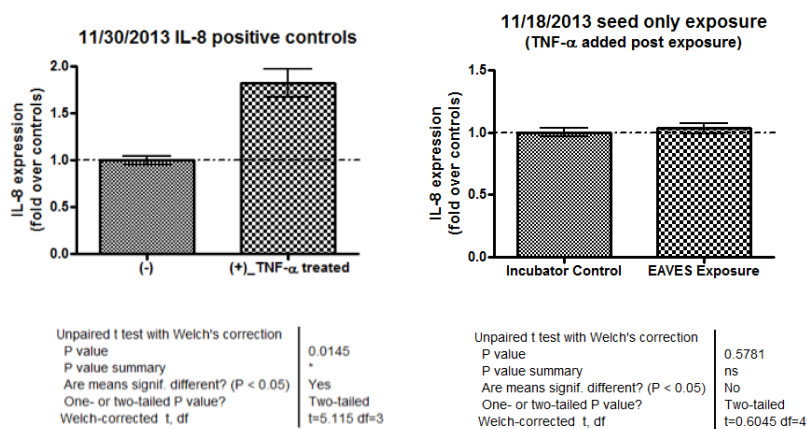 11/30/2013 IL-8 positive controls
IL-8 expression
(fold over controls)
2.0
1.5
1.0
0.5
0.0
(-)
(+)_TNF-α treated
Unpaired t test with Welch's correction
P value 0.0145
P value summary *
Are means signif. different? (P < 0.05) Yes
One- or two-tailed P value? Two-tailed
Welch-corrected t, df t=5.115 df=3
11/18/2013 seed only exposure
(TNF-α added post exposure)
IL-8 expression
(fold over controls)
1.5
1.0
0.5
0.0
Incubator Control
EAVES Exposure
Unpaired t test with Welch's correction
P value 0.5781
P value summary ns
Are means signif. different? (P < 0.05) No
One- or two-tailed P value? Two-tailed
Welch-corrected t, df t=0.6045 df=4